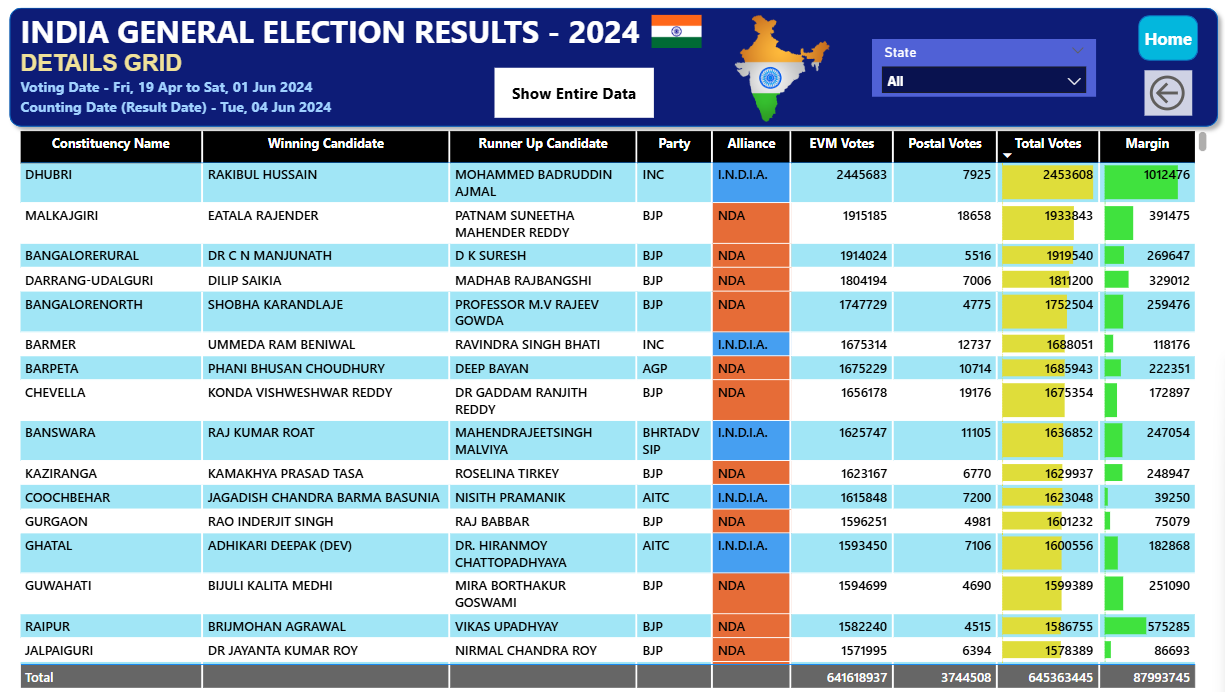 INDIA GENERAL ELECTION RESULTS - 2024
DETAILS GRID
Voting Date - Fri, 19 Apr to Sat, 01 Jun 2024
Counting Date (Result Date) - Tue, 04 Jun 2024
Show Entire Data
State
All
Home
Constituency Name Winning Candidate Runner Up Candidate Party Alliance EVM Votes Postal Votes Total Votes Margin
DHUBRI RAKIBUL HUSSAIN MOHAMMED BADRUDDIN INC I.N.D.I.A. 2445683 7925 2453608 1012476
AJMAL
MALKAJGIRI EATALA RAJENDER PATNAM SUNEETHA BJP NDA 1915185 18658 1933843 391475
MAHENDER REDDY
BANGALORERURAL DR C N MANJUNATH D K SURESH BJP NDA 1914024 5516 1919540 269647
DARRANG-UDALGURI DILIP SAIKIA MADHAB RAJBANGSHI BJP NDA 1804194 7006 1811200 329012
BANGALORENORTH SHOBHA KARANDLAJE PROFESSOR M.V RAJEEV BJP NDA 1747729 4775 1752504 259476
GOWDA
BARMER UMMEDA RAM BENIWAL RAVINDRA SINGH BHATI INC I.N.D.I.A. 1675314 12737 1688051 118176
BARPETA PHANI BHUSAN CHOUDHURY DEEP BAYAN AGP NDA 1675229 10714 1685943 222351
CHEVELLA KONDA VISHWESHWAR REDDY DR GADDAM RANJITH BJP NDA 1656178 19176 1675354 172897
REDDY
BANSWARA RAJ KUMAR ROAT MAHENDRAJEETSINGH BHRTADV I.N.D.I.A. 1625747 11105 1636852 247054
MALVIYA SIP
KAZIRANGA KAMAKHYA PRASAD TASA ROSELINA TIRKEY BJP NDA 1623167 6770 1629937 248947
COOCHBEHAR JAGADISH CHANDRA BARMA BASUNIA NISITH PRAMANIK AITC I.N.D.I.A. 1615848 7200 1623048 39250
GURGAON RAO INDERJIT SINGH RAJ BABBAR BJP NDA 1596251 4981 1601232 75079
GHATAL ADHIKARI DEEPAK (DEV) DR. HIRANMOY AITC I.N.D.I.A. 1593450 7106 1600556 182868
CHATTOPADHYAYA
GUWAHATI BIJULI KALITA MEDHI MIRA BORTHAKUR BJP NDA 1594699 4690 1599389 251090
GOSWAMI
RAIPUR BRIJMOHAN AGRAWAL VIKAS UPADHYAY BJP NDA 1582240 4515 1586755 575285
JALPAIGURI DR JAYANTA KUMAR ROY NIRMAL CHANDRA ROY BJP NDA 1571995 6394 1578389 86693
Total 641618937 3744508 645363445 87993745